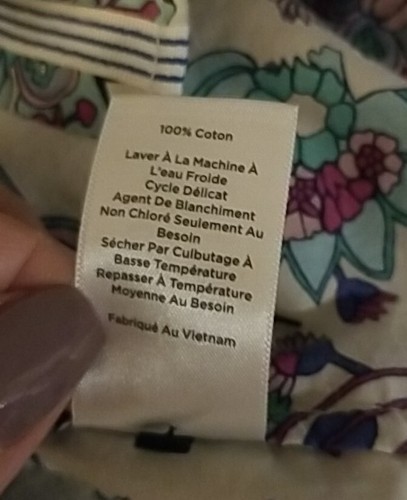 100% Coton
Laver À La Machine À
L'eau Froide
Cycle Délicat
Agent De Blanchiment
Non Chloré Seulement Au
Besoin
Sécher Par Culbutage À
Basse Température
Repasser À Température
Moyenne Au Besoin
Fabriqué Au Vietnam